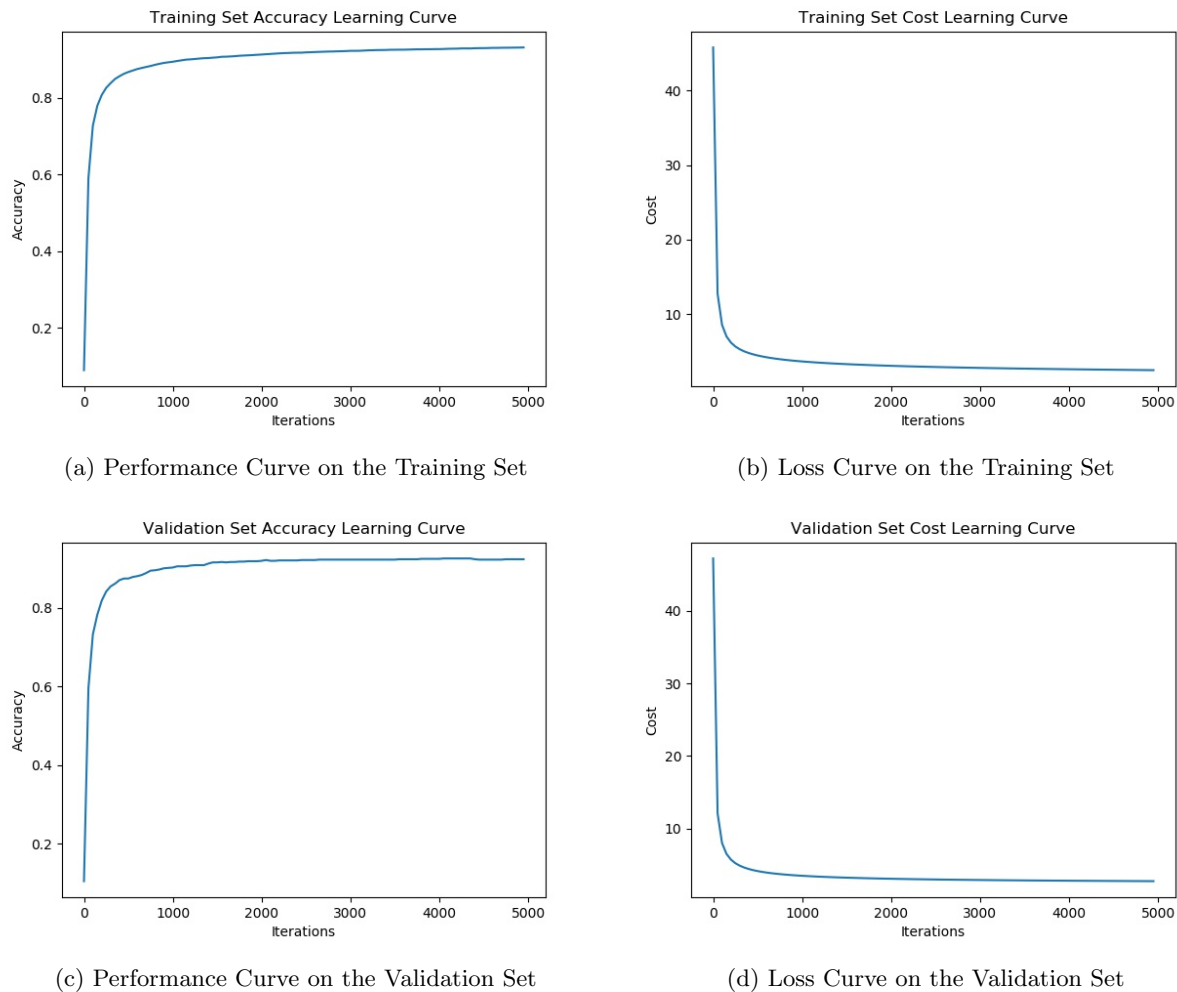 Training Set Accuracy Learning Curve
0.8
0.6
0.4
0.2
Accuracy
0 1000 2000 3000 4000 5000
Iterations
(a) Performance Curve on the Training Set
Training Set Cost Learning Curve
40
30
20
10
Cost
0 1000 2000 3000 4000 5000
Iterations
(b) Loss Curve on the Training Set
Validation Set Accuracy Learning Curve
0.8
0.6
0.4
0.2
Accuracy
0 1000 2000 3000 4000 5000
Iterations
(c) Performance Curve on the Validation Set
Validation Set Cost Learning Curve
40
30
20
10
Cost
0 1000 2000 3000 4000 5000
Iterations
(d) Loss Curve on the Validation Set